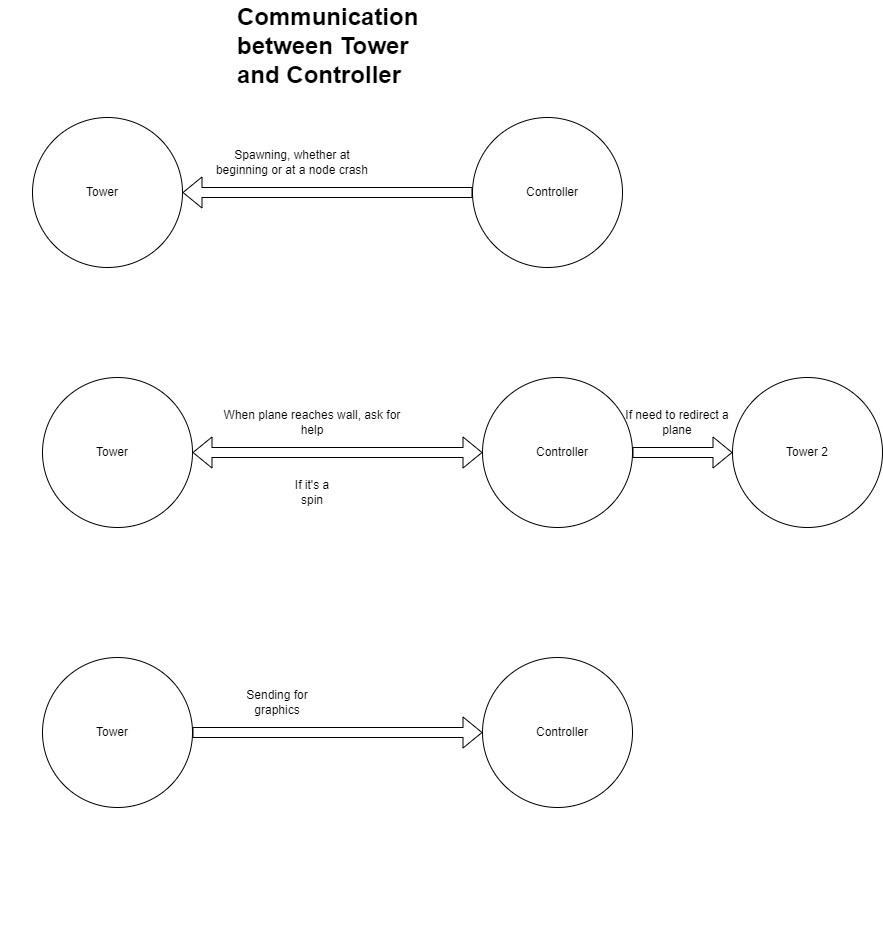 Communication
between Tower
and Controller
Spawning, whether at
beginning or at a node crash
Tower
Controller
When plane reaches wall, ask for
help
If need to redirect a
plane
Tower
Controller
Tower 2
If it's a
spin
Sending for
graphics
Tower
Controller